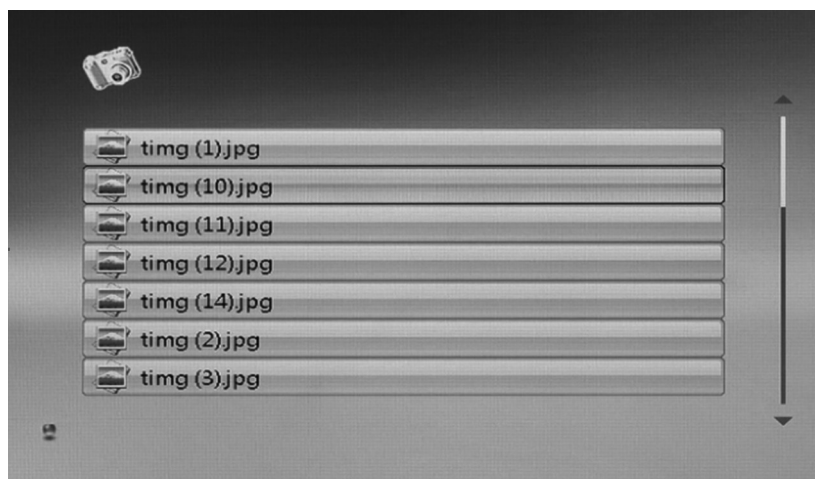 timg (1).jpg
timg (10).jpg
timg (11).jpg
timg (12).jpg
timg (14).jpg
timg (2).jpg
timg (3).jpg